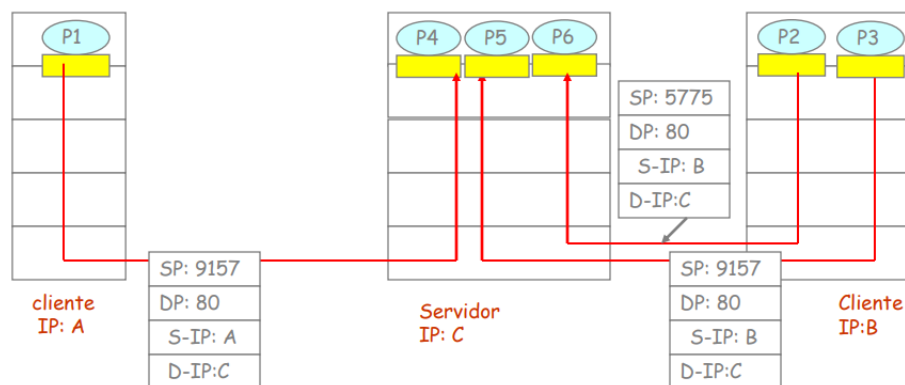 P1
P4
P5
P6
P2
P3
SP: 5775
DP: 80
S-IP: B
D-IP:C
SP: 9157
DP: 80
S-IP: A
D-IP:C
SP: 9157
DP: 80
S-IP: B
D-IP:C
cliente
IP: A
Servidor
IP: C
Cliente
IP:B